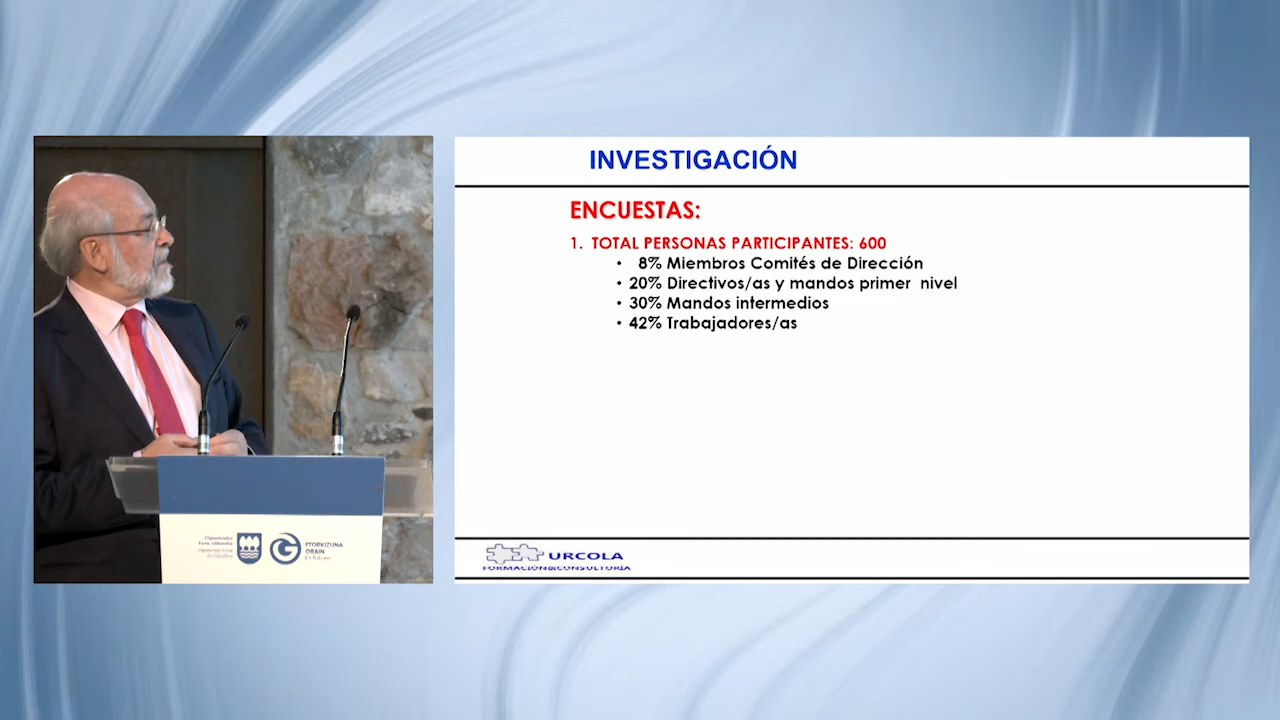 INVESTIGACIÓN
ENCUESTAS:
1. TOTAL PERSONAS PARTICIPANTES: 600
• 8% Miembros Comités de Dirección
• 20% Directivos/as y mandos primer nivel
• 30% Mandos intermedios
• 42% Trabajadores/as
URCOLA
FORMACIÓN&CONSULTORÍA
ETORKIZUNA
ORAIN